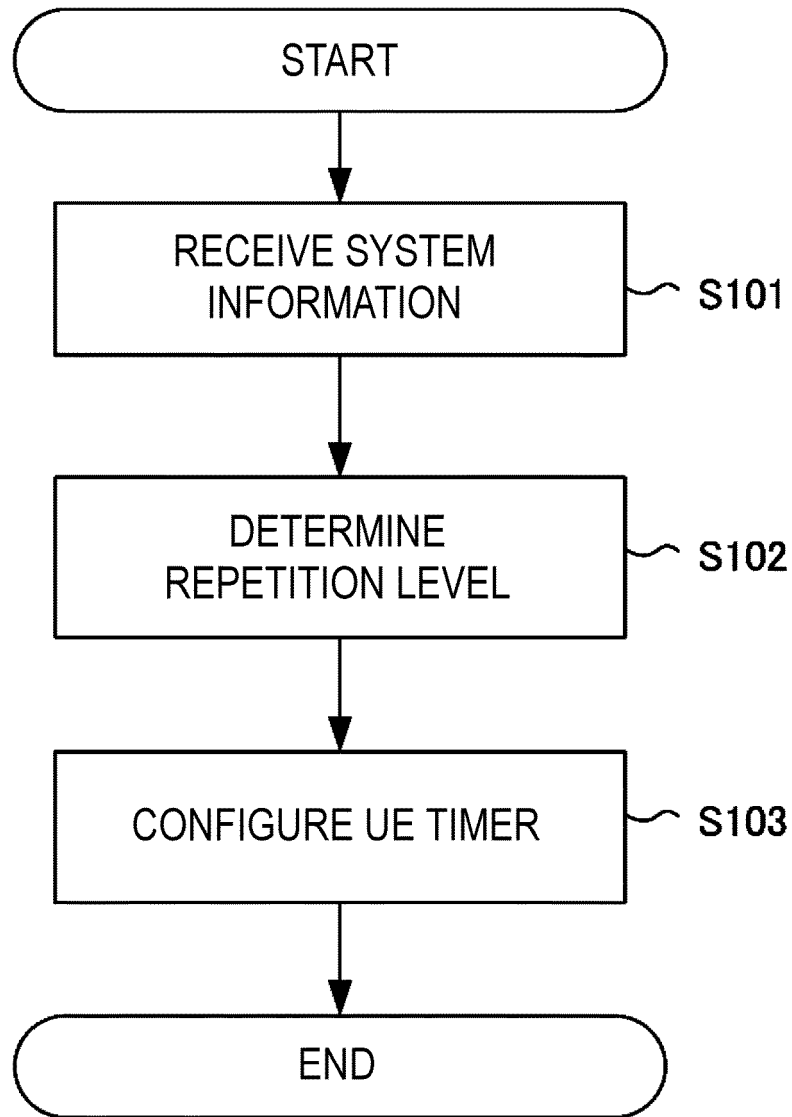 START
RECEIVE SYSTEM
INFORMATION
S101
DETERMINE
REPETITION LEVEL
S102
CONFIGURE UE TIMER
S103
END